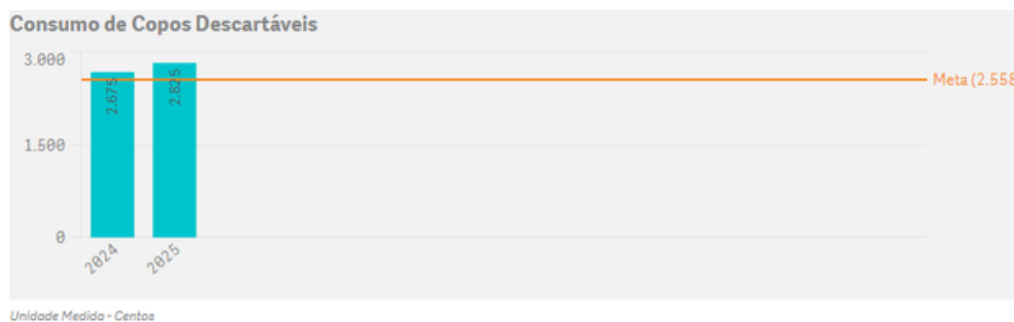 Consumo de Copos Descartáveis
3.000
2.675
2.825
Meta (2.558
1.500
0
2024
2025
Unidade Medida - Centos